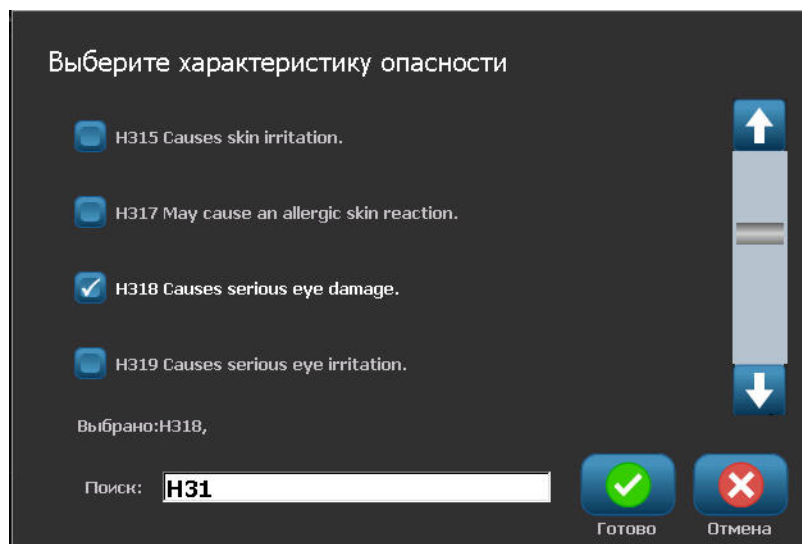 Выберите характеристику опасности
H315 Causes skin irritation.
H317 May cause an allergic skin reaction.
H318 Causes serious eye damage.
H319 Causes serious eye irritation.
Выбрано:H318,
Поиск: H31
Готово Отмена